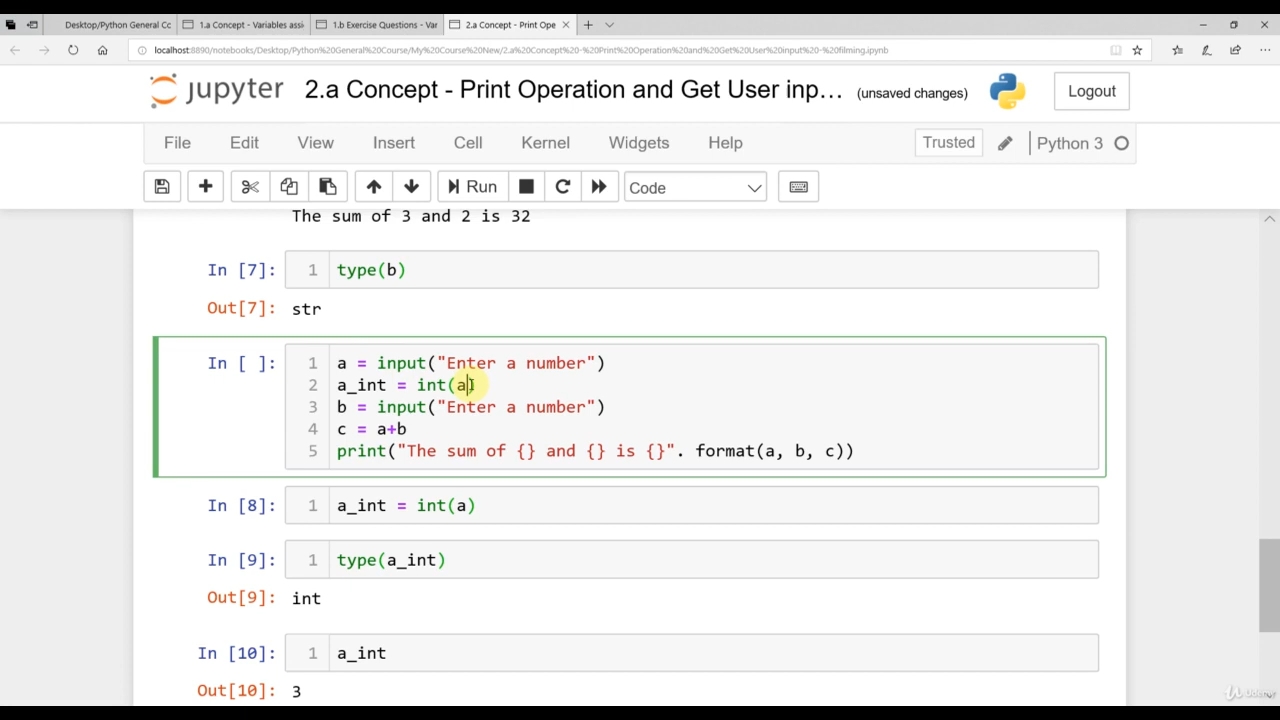 Desktop/Python General Cc
1.a Concept - Variables assi
1.b Exercise Questions - Var
2.a Concept - Print Ope
localhost:8890/notebooks/Desktop/Python%20General%20Course/My%20Course%20New/2.a%20Concept%20-%20Print%20Operation%20and%20Get%20User%20input%20-%20filming.ipynb
jupyter 2.a Concept - Print Operation and Get User inp... (unsaved changes) Logout
File Edit View Insert Cell Kernel Widgets Help Trusted Python 3
Run Code
The sum of 3 and 2 is 32
In [7]: 1 type(b)
Out[7]: str
In [ ]: 1 a = input("Enter a number")
2 a_int = int(a)
3 b = input("Enter a number")
4 c = a+b
5 print("The sum of {} and {} is {}". format(a, b, c))
In [8]: 1 a_int = int(a)
In [9]: 1 type(a_int)
Out[9]: int
In [10]: 1 a_int
Out[10]: 3
Udemy